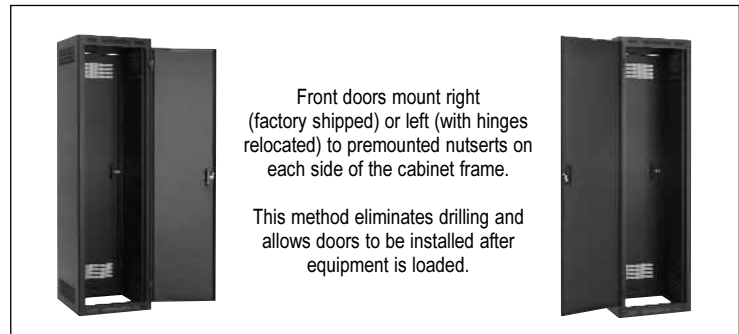 Front doors mount right
(factory shipped) or left (with hinges
relocated) to premounted nutserts on
each side of the cabinet frame.
This method eliminates drilling and
allows doors to be installed after
equipment is loaded.